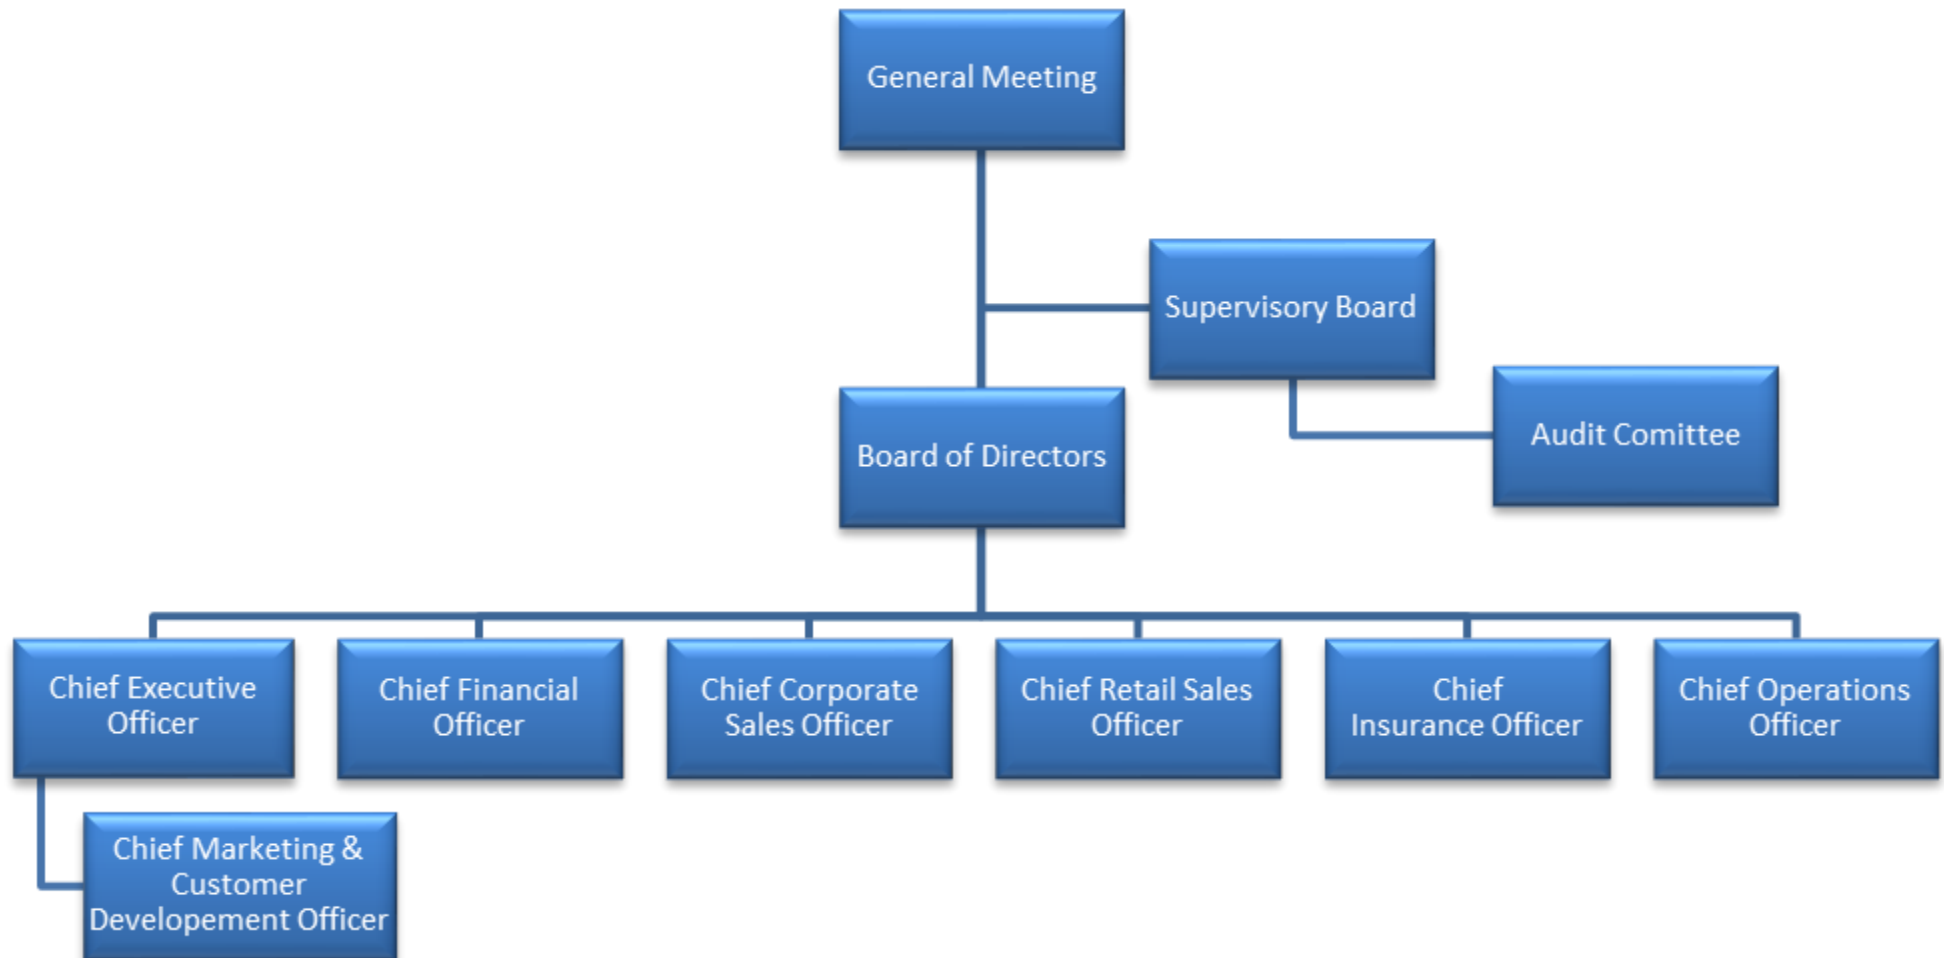 General Meeting
Supervisory Board
Audit Comittee
Board of Directors
Chief Executive
Officer
Chief Financial
Officer
Chief Corporate
Sales Officer
Chief Retail Sales
Officer
Chief
Insurance Officer
Chief Operations
Officer
Chief Marketing &
Customer
Developement Officer